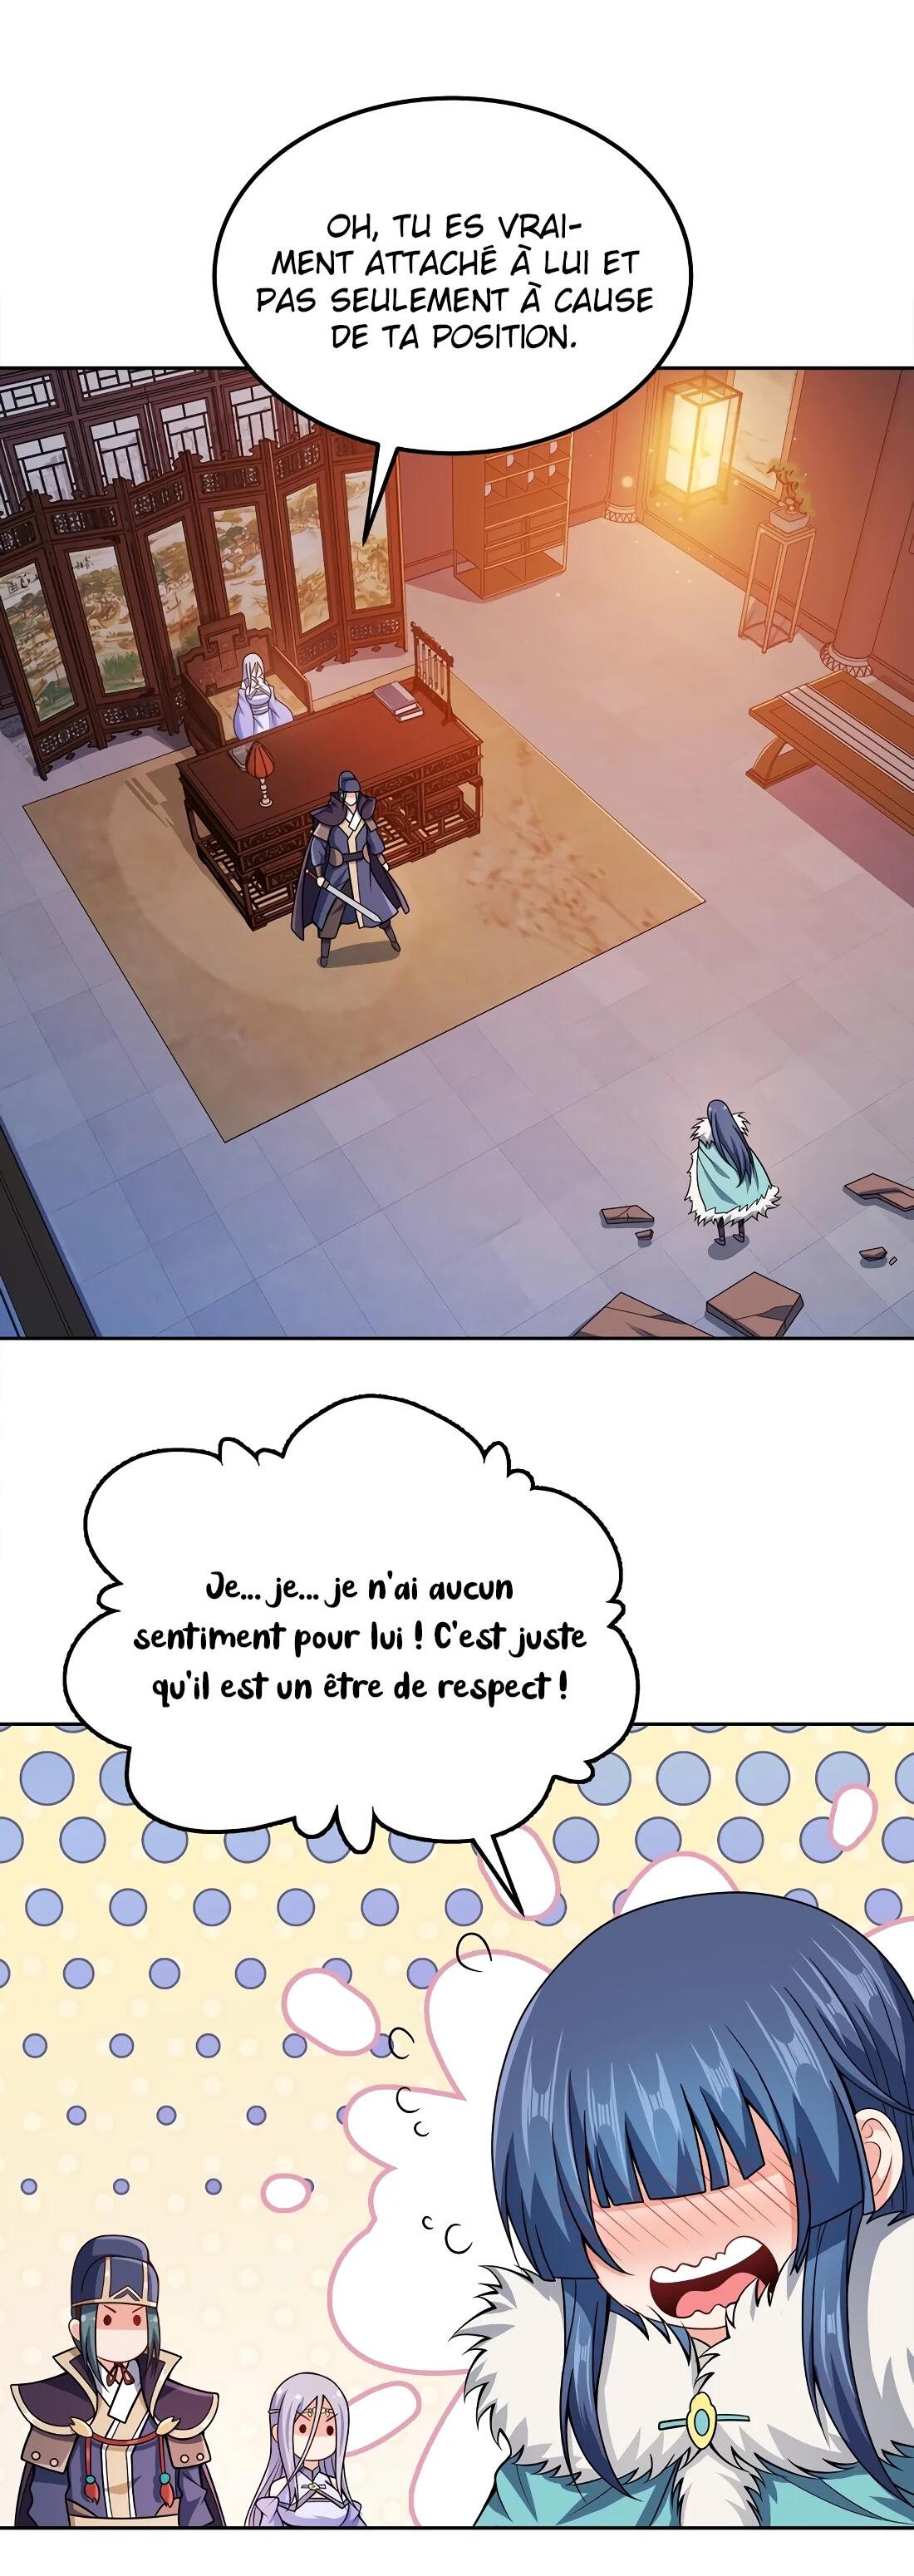 OH, TU ES VRAI-
MENT ATTACHÉ À LUI ET
PAS SEULEMENT À CAUSE
DE TA POSITION.
Je... je... je n'ai aucun
sentiment pour lui ! C'est juste
qu'il est un être de respect !